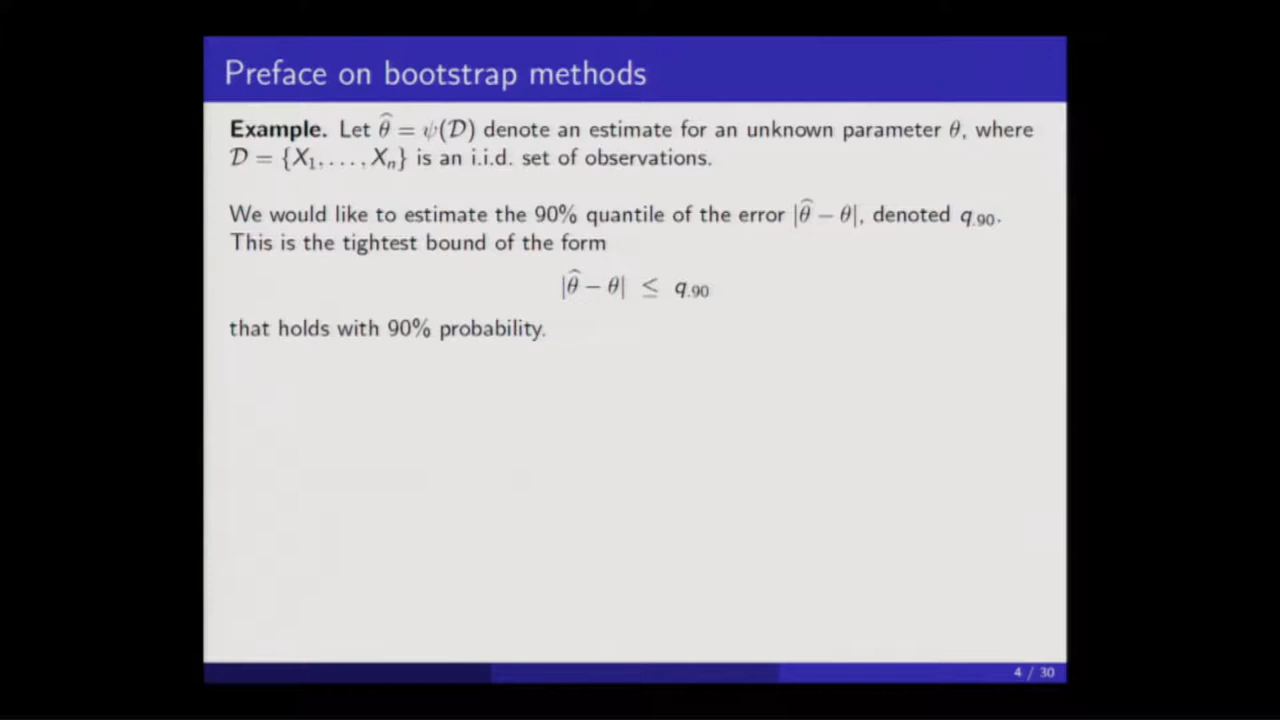 Preface on bootstrap methods
Example. Let θ̂ = ψ(𝒟) denote an estimate for an unknown parameter θ, where
𝒟 = {X₁, . . . , Xₙ} is an i.i.d. set of observations.
We would like to estimate the 90% quantile of the error |θ̂ − θ|, denoted q.₉₀.
This is the tightest bound of the form
|θ̂ − θ| ≤ q.₉₀
that holds with 90% probability.
4 / 30